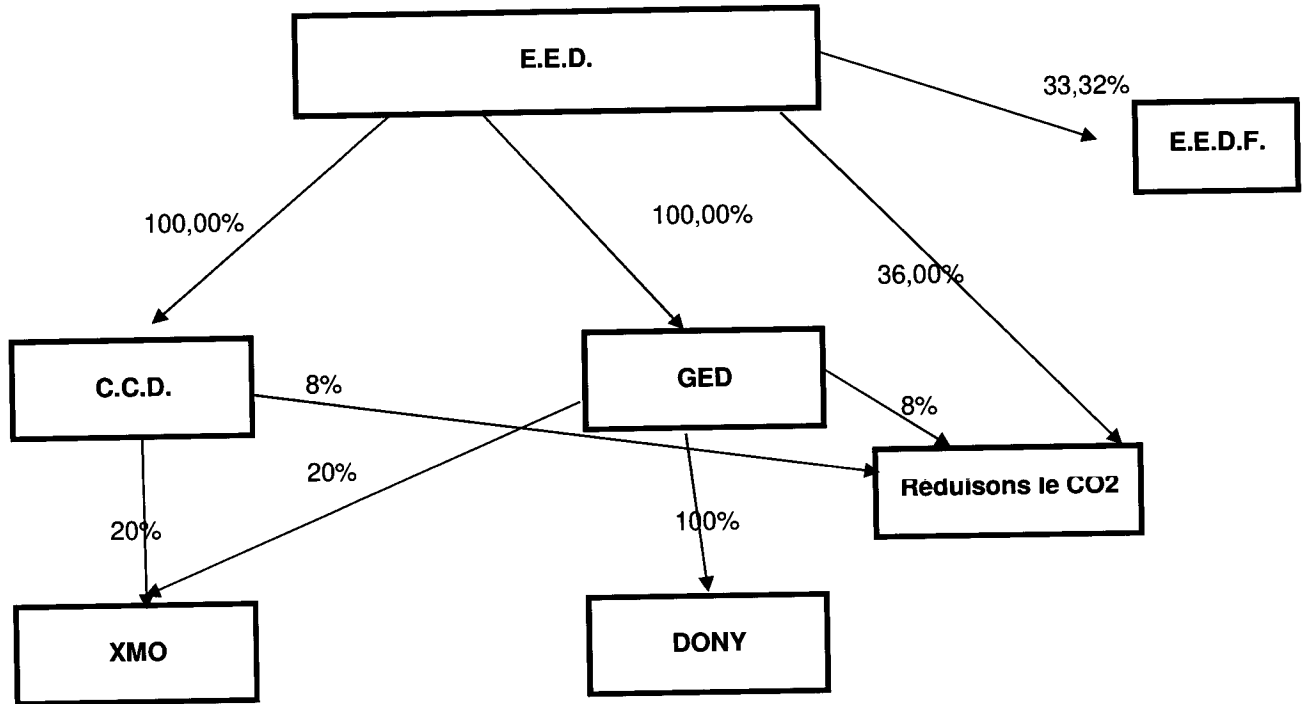 E.E.D.
33,32%
E.E.D.F.
100,00%
100,00%
36,00%
C.C.D.
8%
GED
8%
20%
Réduisons le CO2
20%
100%
XMO
DONY